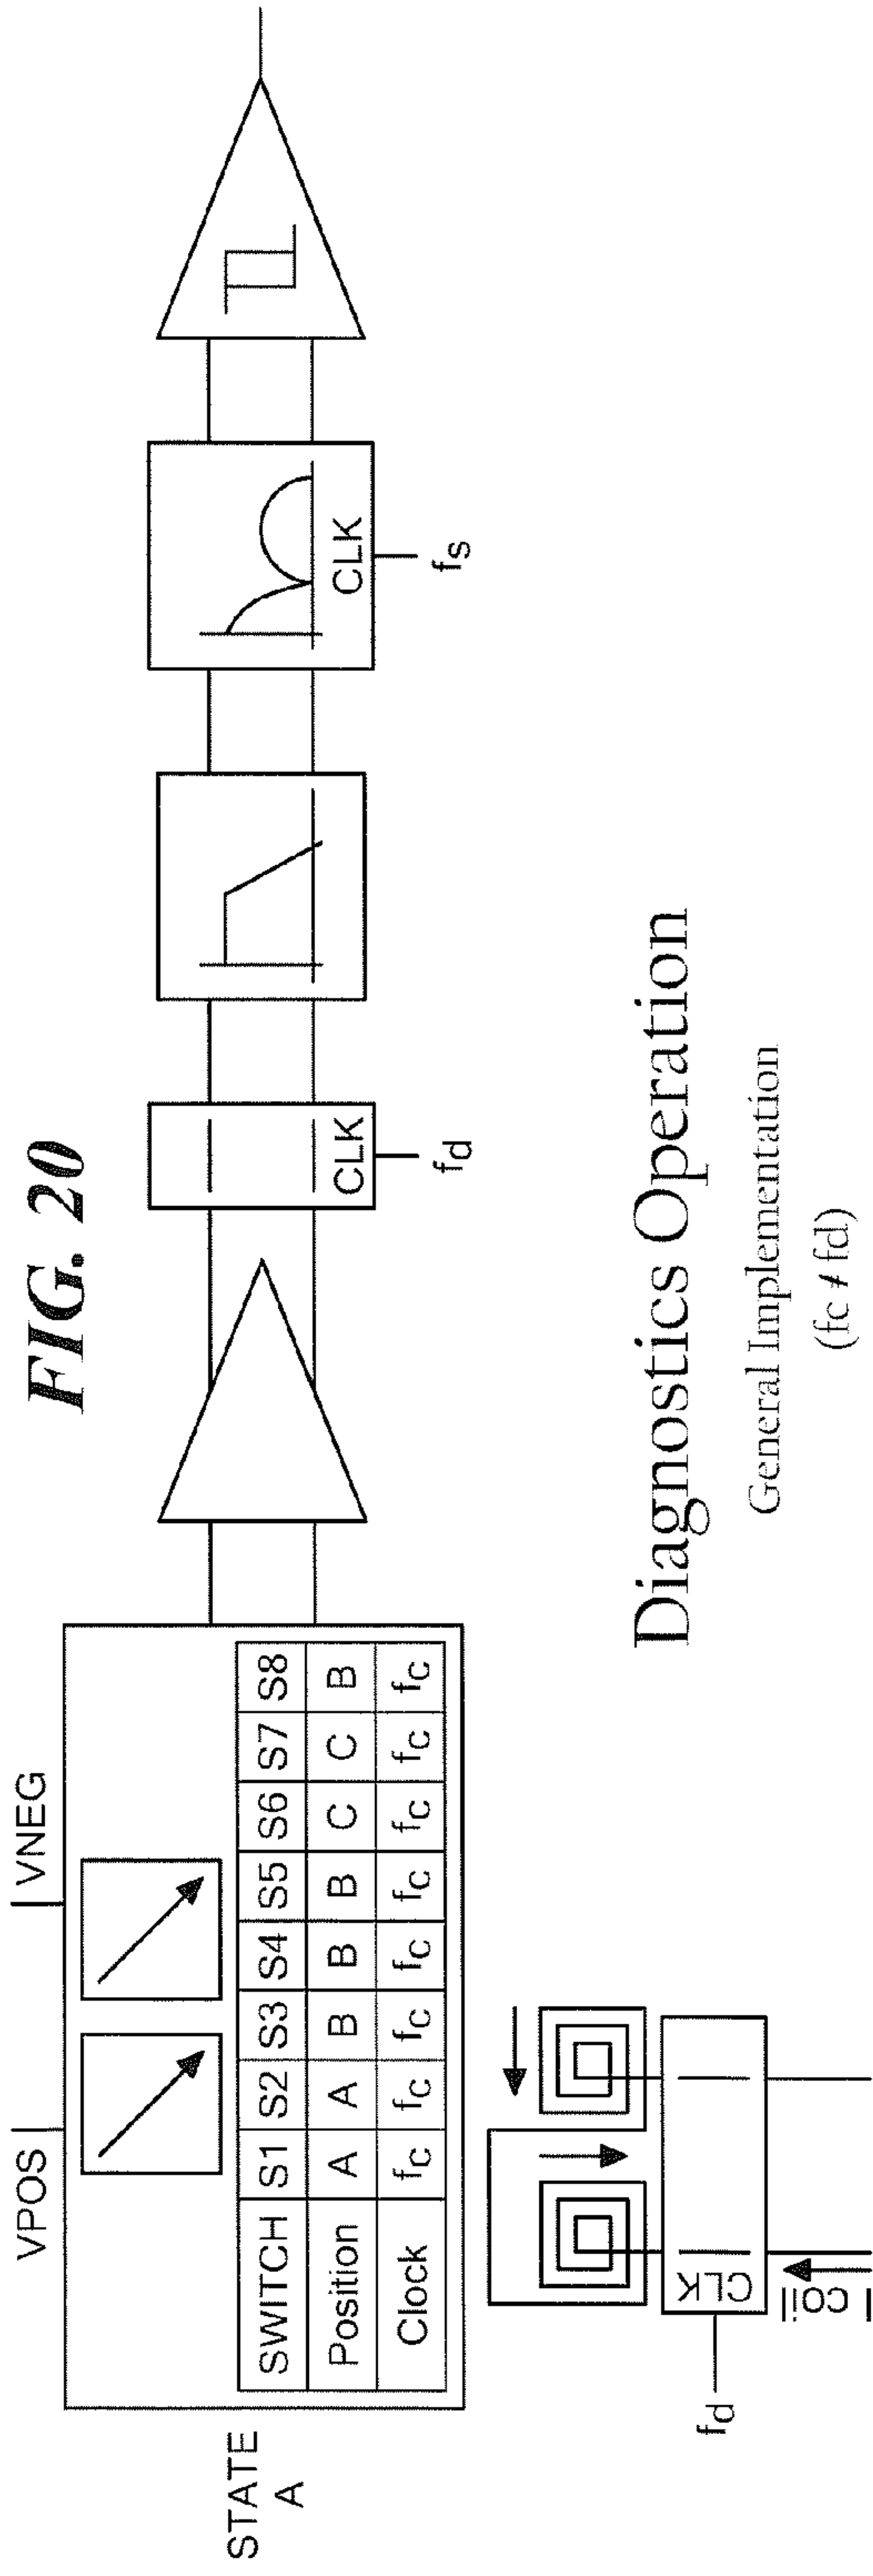 FIG. 20
VPOS
VNEG
STATE
A
SWITCH S1 S2 S3 S4 S5 S6 S7 S8
Position A A B B B C C B
Clock fc fc fc fc fc fc fc fc
CLK
fd
CLK
fs
fd
CLK
Icoil
Diagnostics Operation
General Implementation
(fc ≠ fd)